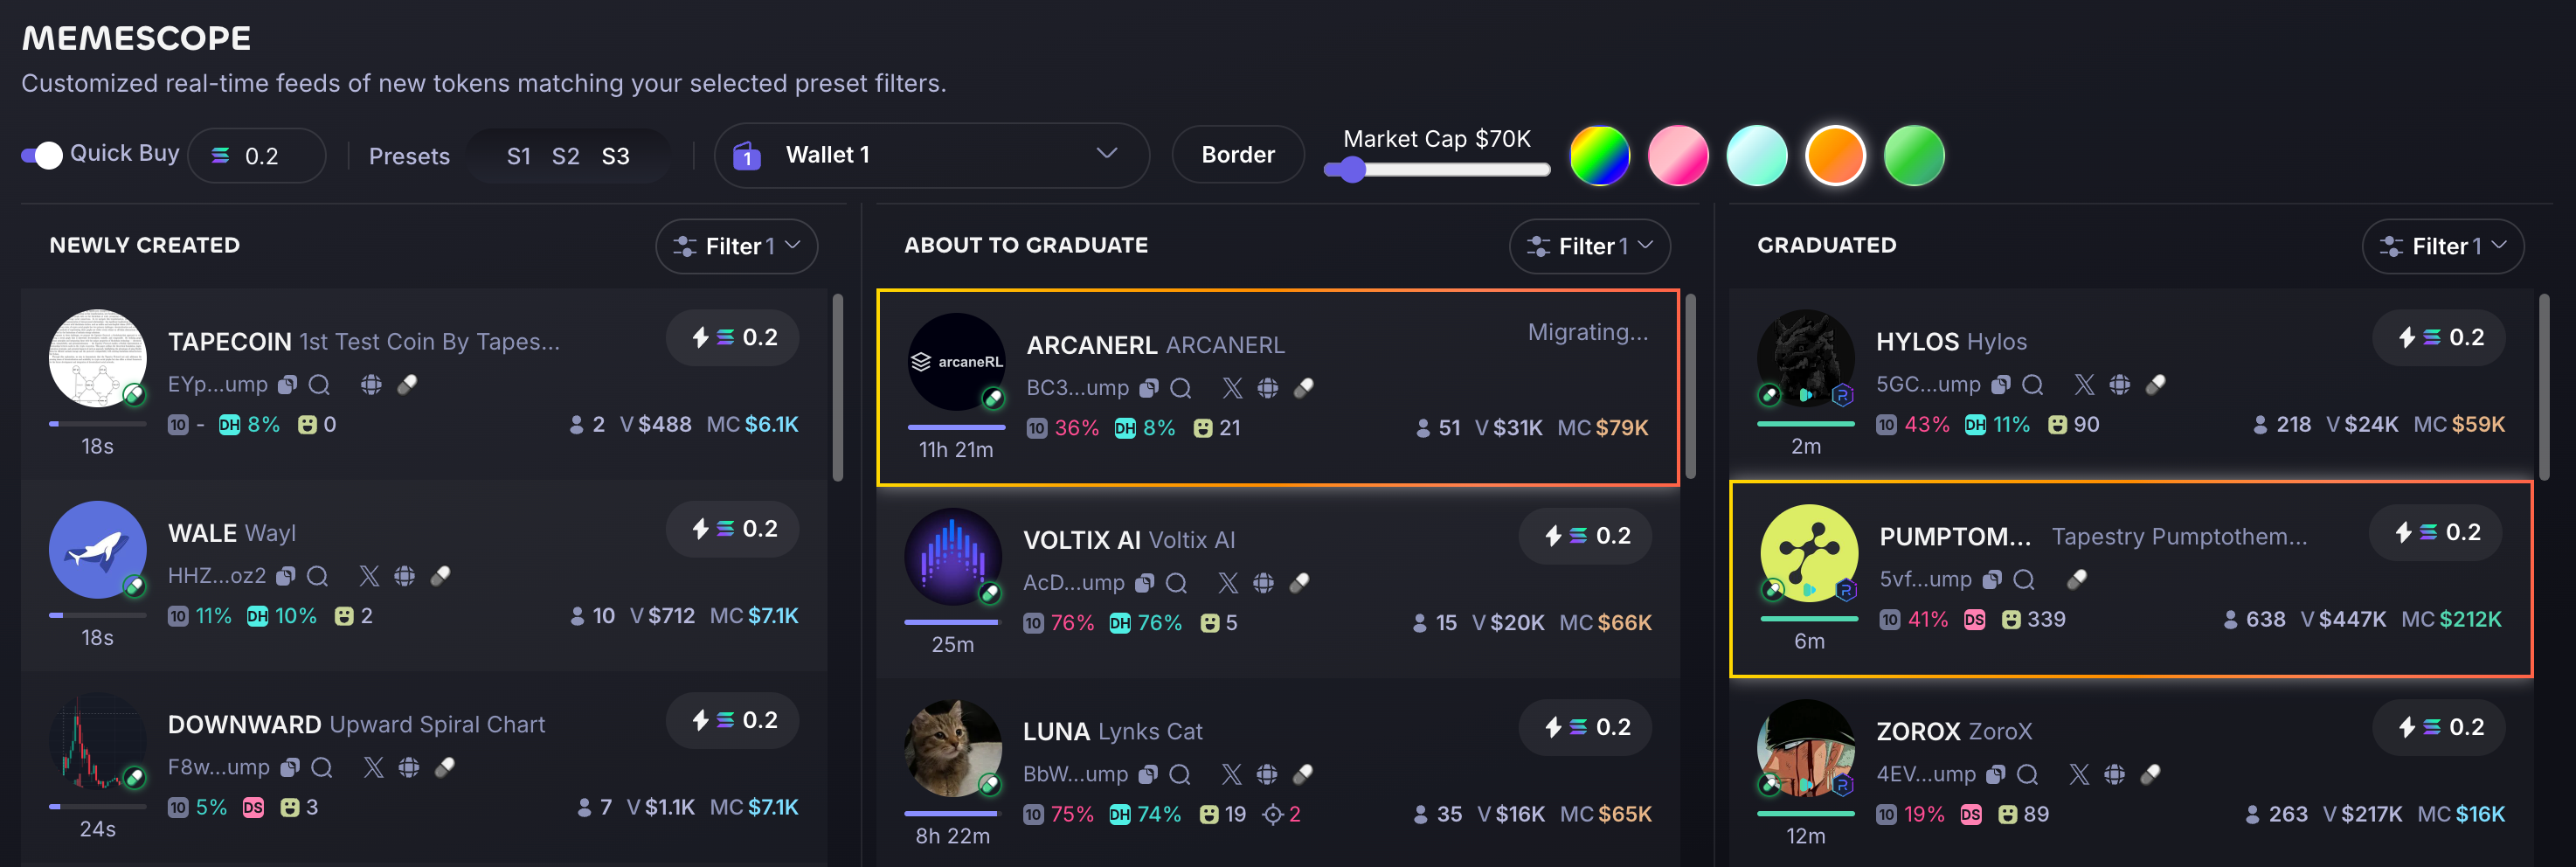 MEMESCOPE
Customized real-time feeds of new tokens matching your selected preset filters.
Quick Buy 0.2 Presets S1 S2 S3 1 Wallet 1 Border Market Cap $70K
NEWLY CREATED
Filter 1
TAPECOIN 1st Test Coin By Tapes...
0.2
EYp...ump
10 - DH 8% 0
2 V $488 MC $6.1K
18s
WALE Wayl
0.2
HHZ...oz2
10 11% DH 10% 2
10 V $712 MC $7.1K
18s
DOWNWARD Upward Spiral Chart
0.2
F8w...ump
10 5% DS 3
7 V $1.1K MC $7.1K
24s
ABOUT TO GRADUATE
Filter 1
arcaneRL
ARCANERL ARCANERL
Migrating...
BC3...ump
10 36% DH 8% 21
51 V $31K MC $79K
11h 21m
VOLTIX AI Voltix AI
0.2
AcD...ump
10 76% DH 76% 5
15 V $20K MC $66K
25m
LUNA Lynks Cat
0.2
BbW...ump
10 75% DH 74% 19 2
35 V $16K MC $65K
8h 22m
GRADUATED
Filter 1
HYLOS Hylos
0.2
5GC...ump
10 43% DH 11% 90
218 V $24K MC $59K
2m
PUMPTOM... Tapestry Pumptothem...
0.2
5vf...ump
10 41% DS 339
638 V $447K MC $212K
6m
ZOROX ZoroX
0.2
4EV...ump
10 19% DS 89
263 V $217K MC $16K
12m